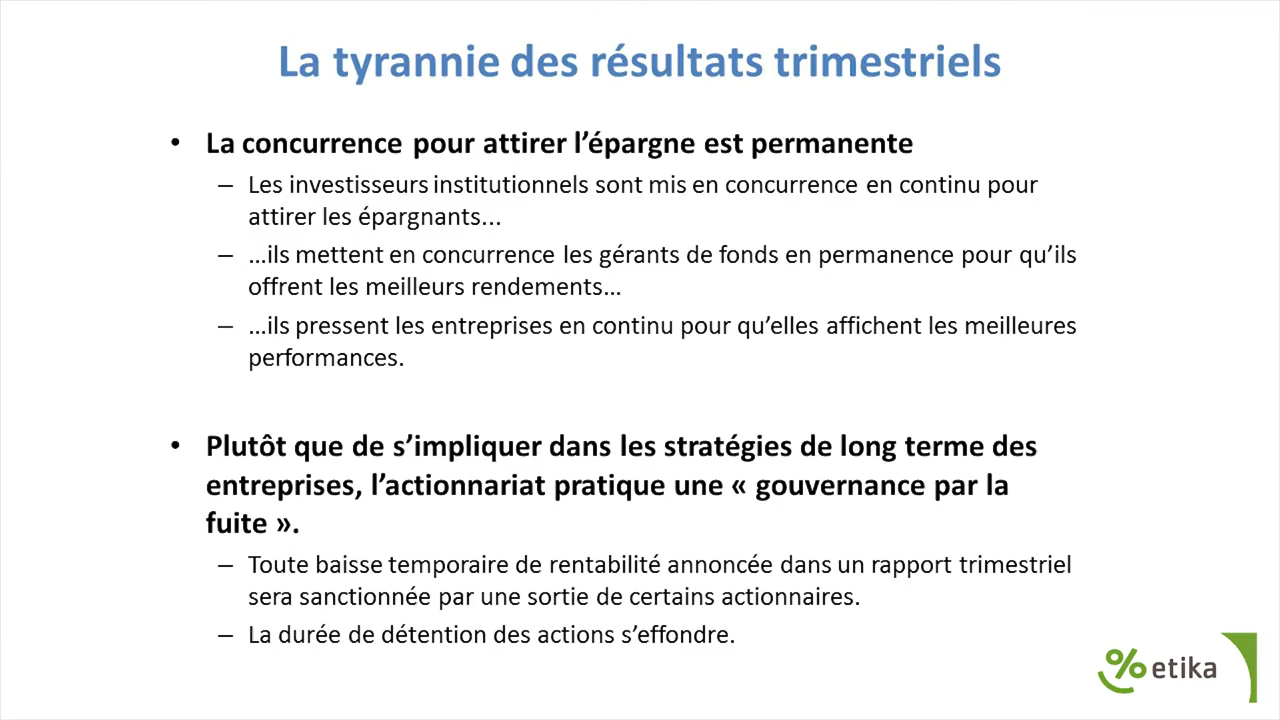 La tyrannie des résultats trimestriels
• La concurrence pour attirer l’épargne est permanente
– Les investisseurs institutionnels sont mis en concurrence en continu pour
attirer les épargnants...
– …ils mettent en concurrence les gérants de fonds en permanence pour qu’ils
offrent les meilleurs rendements…
– …ils pressent les entreprises en continu pour qu’elles affichent les meilleures
performances.
• Plutôt que de s’impliquer dans les stratégies de long terme des
entreprises, l’actionnariat pratique une « gouvernance par la
fuite ».
– Toute baisse temporaire de rentabilité annoncée dans un rapport trimestriel
sera sanctionnée par une sortie de certains actionnaires.
– La durée de détention des actions s’effondre.
% etika